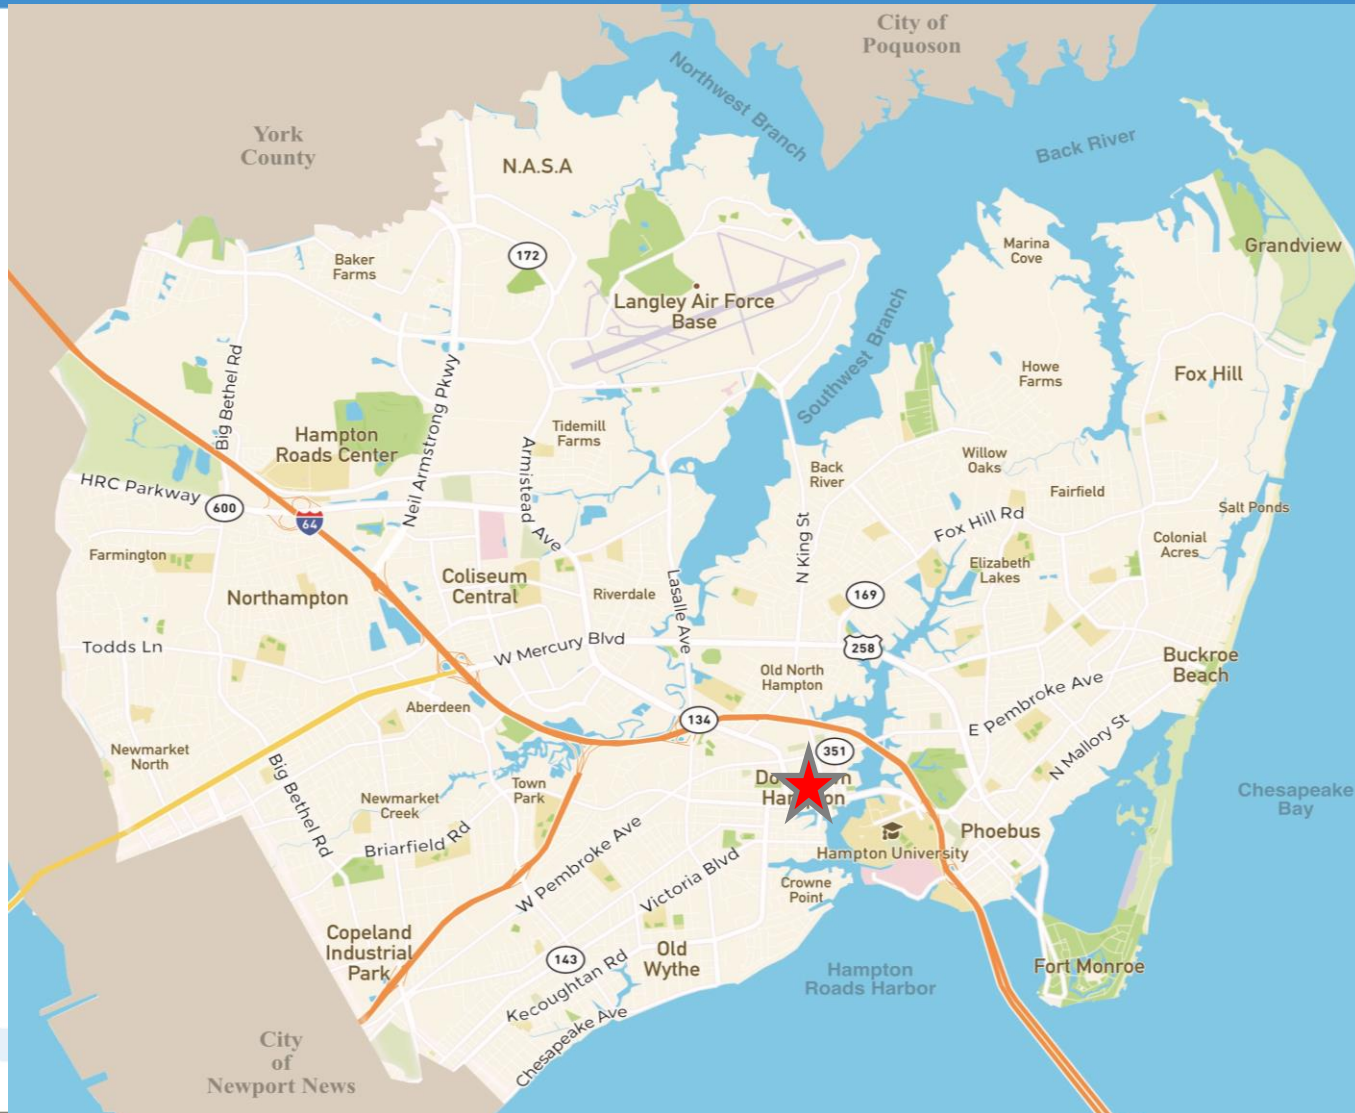 City of
Poquoson
Northwest Branch
York
County
Back River
N.A.S.A
Grandview
Marina
Cove
172
Baker
Farms
Langley Air Force
Base
Southwest Branch
Big Bethel Rd
Neil Armstrong Pkwy
Howe
Farms
Fox Hill
Hampton
Roads Center
Tidemill
Farms
Armistead Ave
Willow
Oaks
Back
River
HRC Parkway
600
64
Fairfield
Salt Ponds
Fox Hill Rd
N King St
Colonial
Acres
Farmington
Elizabeth
Lakes
Coliseum
Central
Riverdale
Lasalle Ave
169
Northampton
Todds Ln
W Mercury Blvd
258
Buckroe
Beach
Old North
Hampton
E Pembroke Ave
Aberdeen
134
N Mallory St
351
Newmarket
North
Big Bethel Rd
Town
Park
Newmarket
Creek
Chesapeake
Bay
Briarfield Rd
W Pembroke Ave
Phoebus
Hampton University
Victoria Blvd
Crowne
Point
Copeland
Industrial
Park
143
Old
Wythe
Kecoughtan Rd
Hampton
Roads Harbor
Fort Monroe
Chesapeake Ave
City
of
Newport News